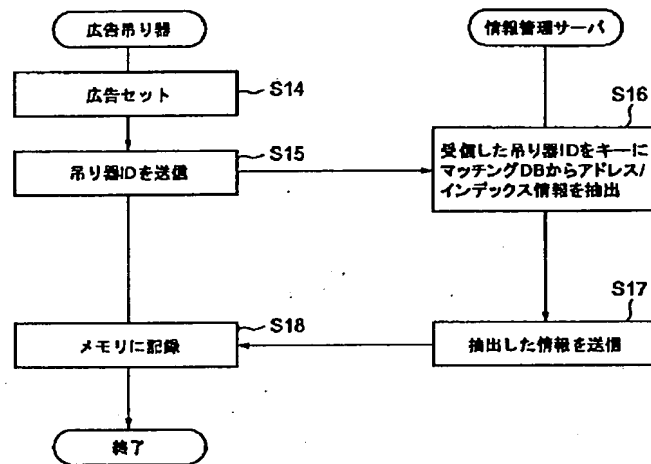 広告吊り器
情報管理サーバ
広告セット
S14
S16
吊り器IDを送信
S15
受信した吊り器IDをキーに
マッチングDBからアドレス/
インデックス情報を抽出
メモリに記録
S18
S17
抽出した情報を送信
終了